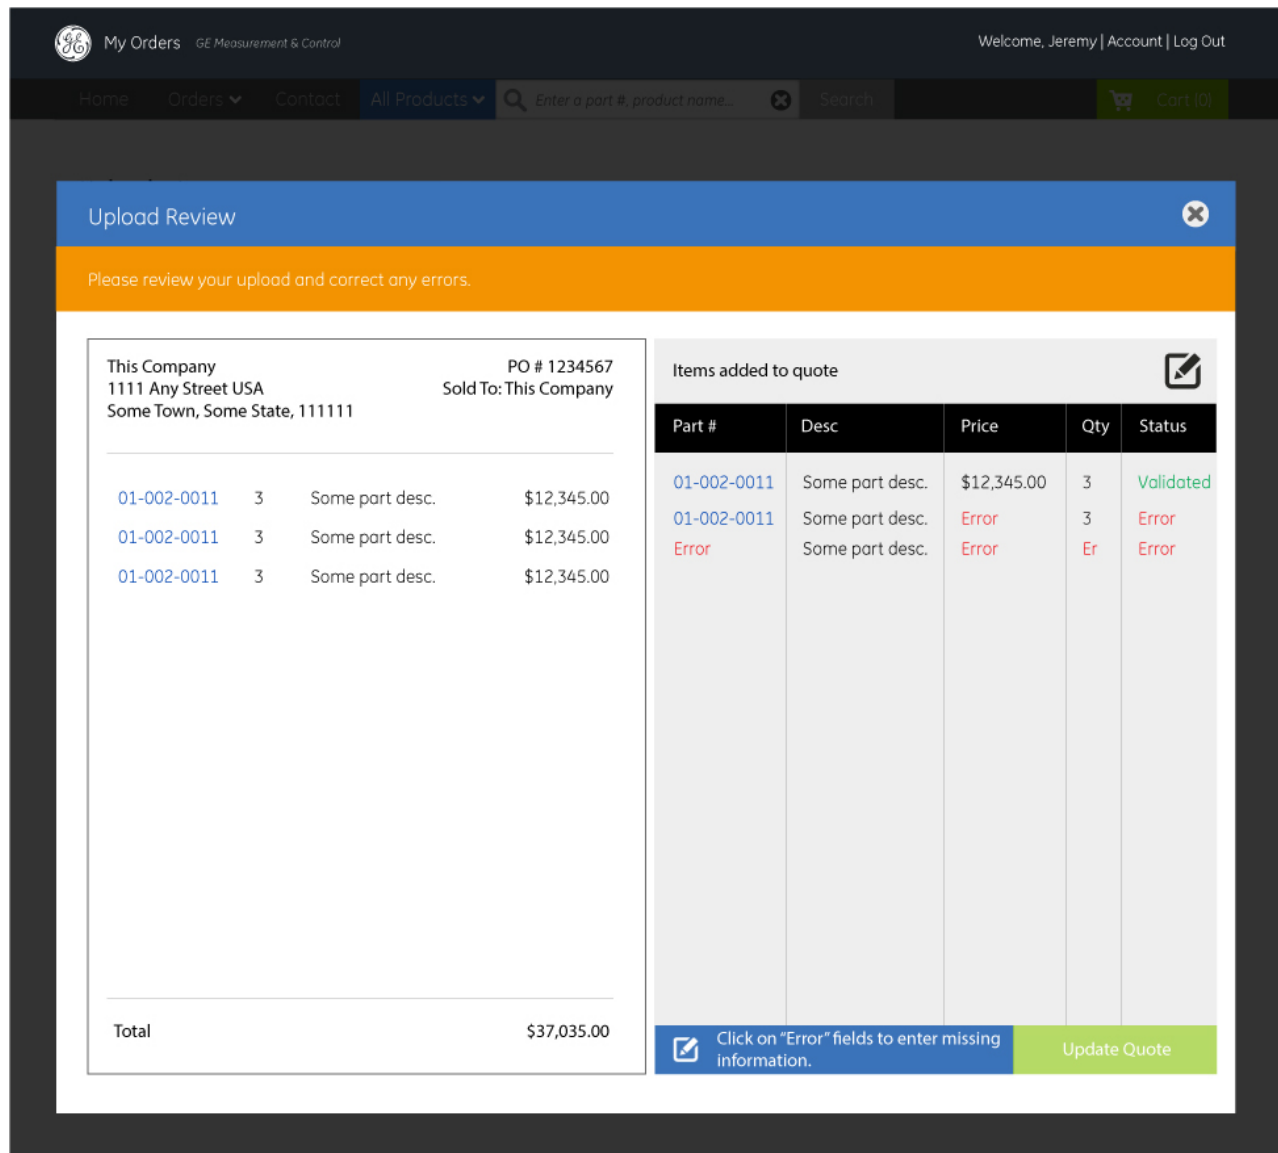 My Orders GE Measurement & Control
Welcome, Jeremy | Account | Log Out
Home Orders Contact All Products Enter a part #, product name... Search Cart (0)
Upload Review
Please review your upload and correct any errors.
This Company PO # 1234567
1111 Any Street USA Sold To: This Company
Some Town, Some State, 111111
01-002-0011 3 Some part desc. $12,345.00
01-002-0011 3 Some part desc. $12,345.00
01-002-0011 3 Some part desc. $12,345.00
Total $37,035.00
Items added to quote
Part # Desc Price Qty Status
01-002-0011 Some part desc. $12,345.00 3 Validated
01-002-0011 Some part desc. Error 3 Error
Error Some part desc. Error Er Error
Click on “Error” fields to enter missing
information.
Update Quote